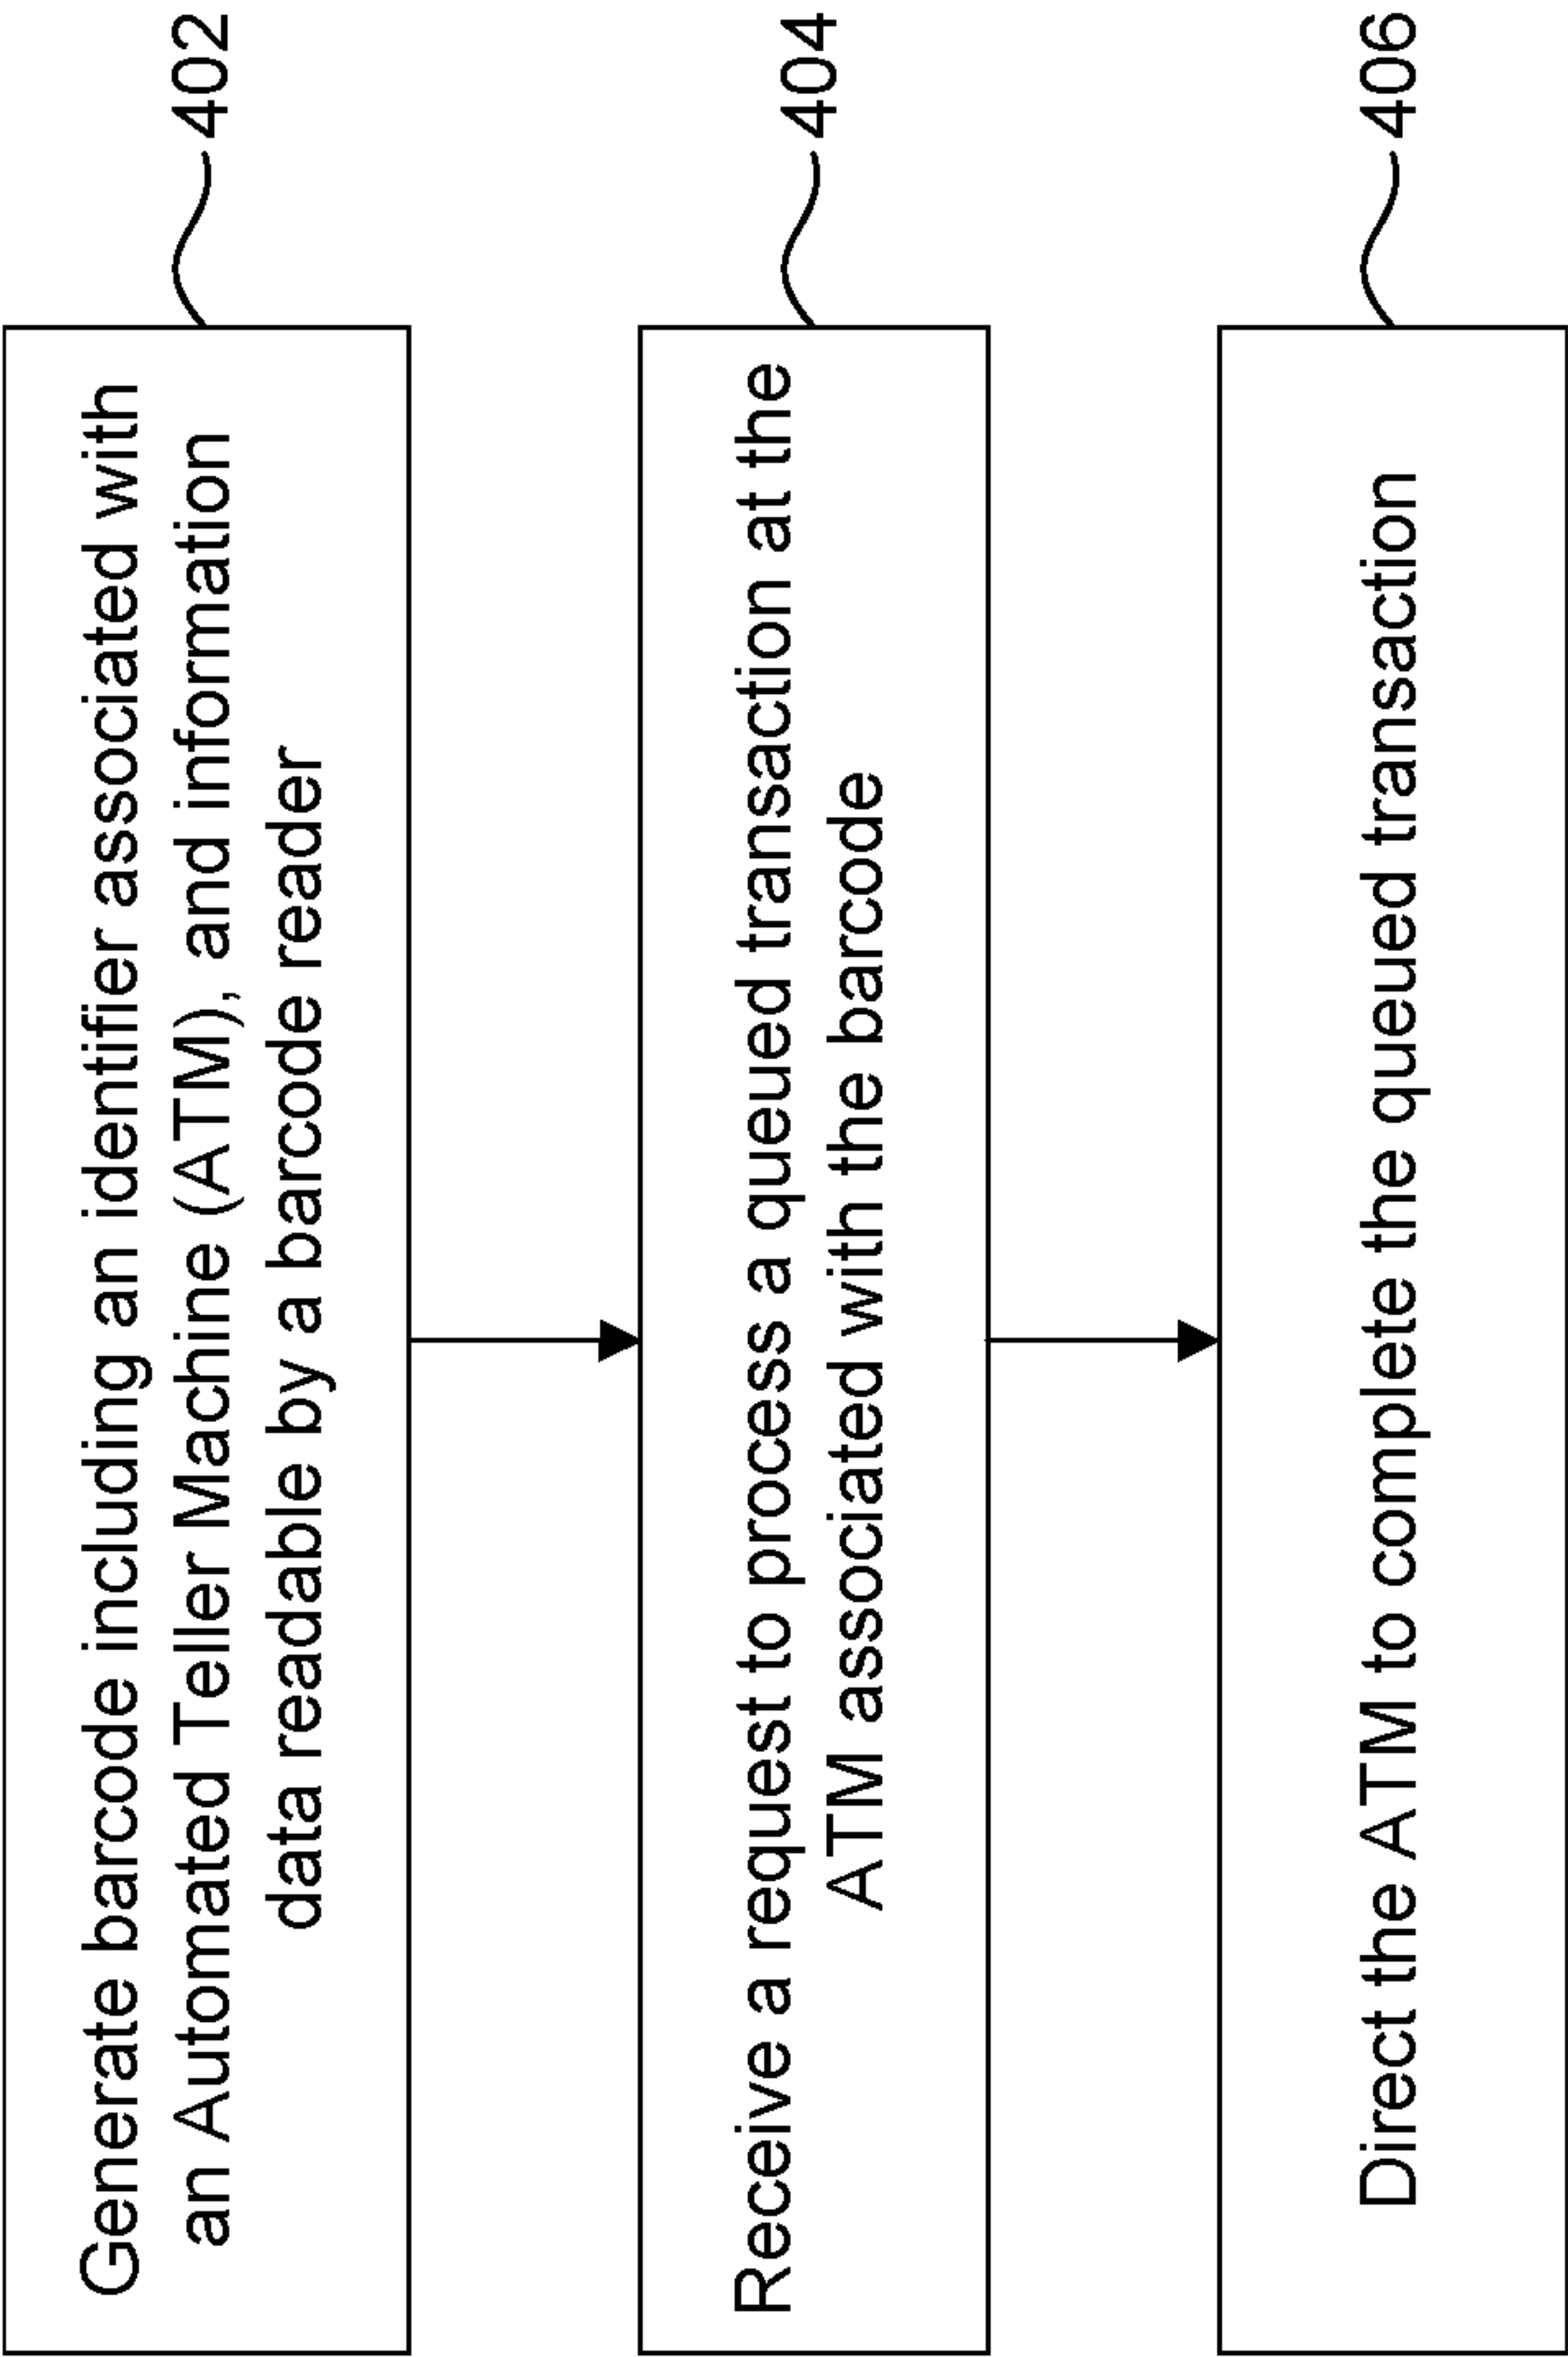 Generate barcode including an identifier associated with
an Automated Teller Machine (ATM), and information
data readable by a barcode reader
402
Receive a request to process a queued transaction at the
ATM associated with the barcode
404
Direct the ATM to complete the queued transaction
406